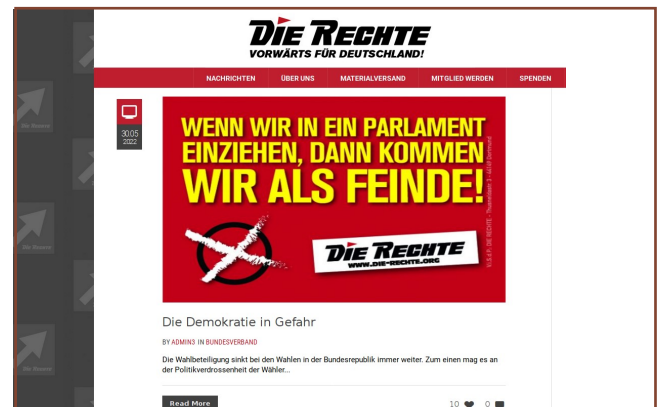 DIE RECHTE
VORWÄRTS FÜR DEUTSCHLAND!
NACHRICHTEN ÜBER UNS MATERIALVERSAND MITGLIED WERDEN SPENDEN
30.05
2022
WENN WIR IN EIN PARLAMENT
EINZIEHEN, DANN KOMMEN
WIR ALS FEINDE!
DIE RECHTE
WWW.DIE-RECHTE.ORG
Die Demokratie in Gefahr
BY ADMIN3 IN BUNDESVERBAND
Die Wahlbeteiligung sinkt bei den Wahlen in der Bundesrepublik immer weiter. Zum einen mag es an
der Politikverdrossenheit der Wähler...
Read More
10 0